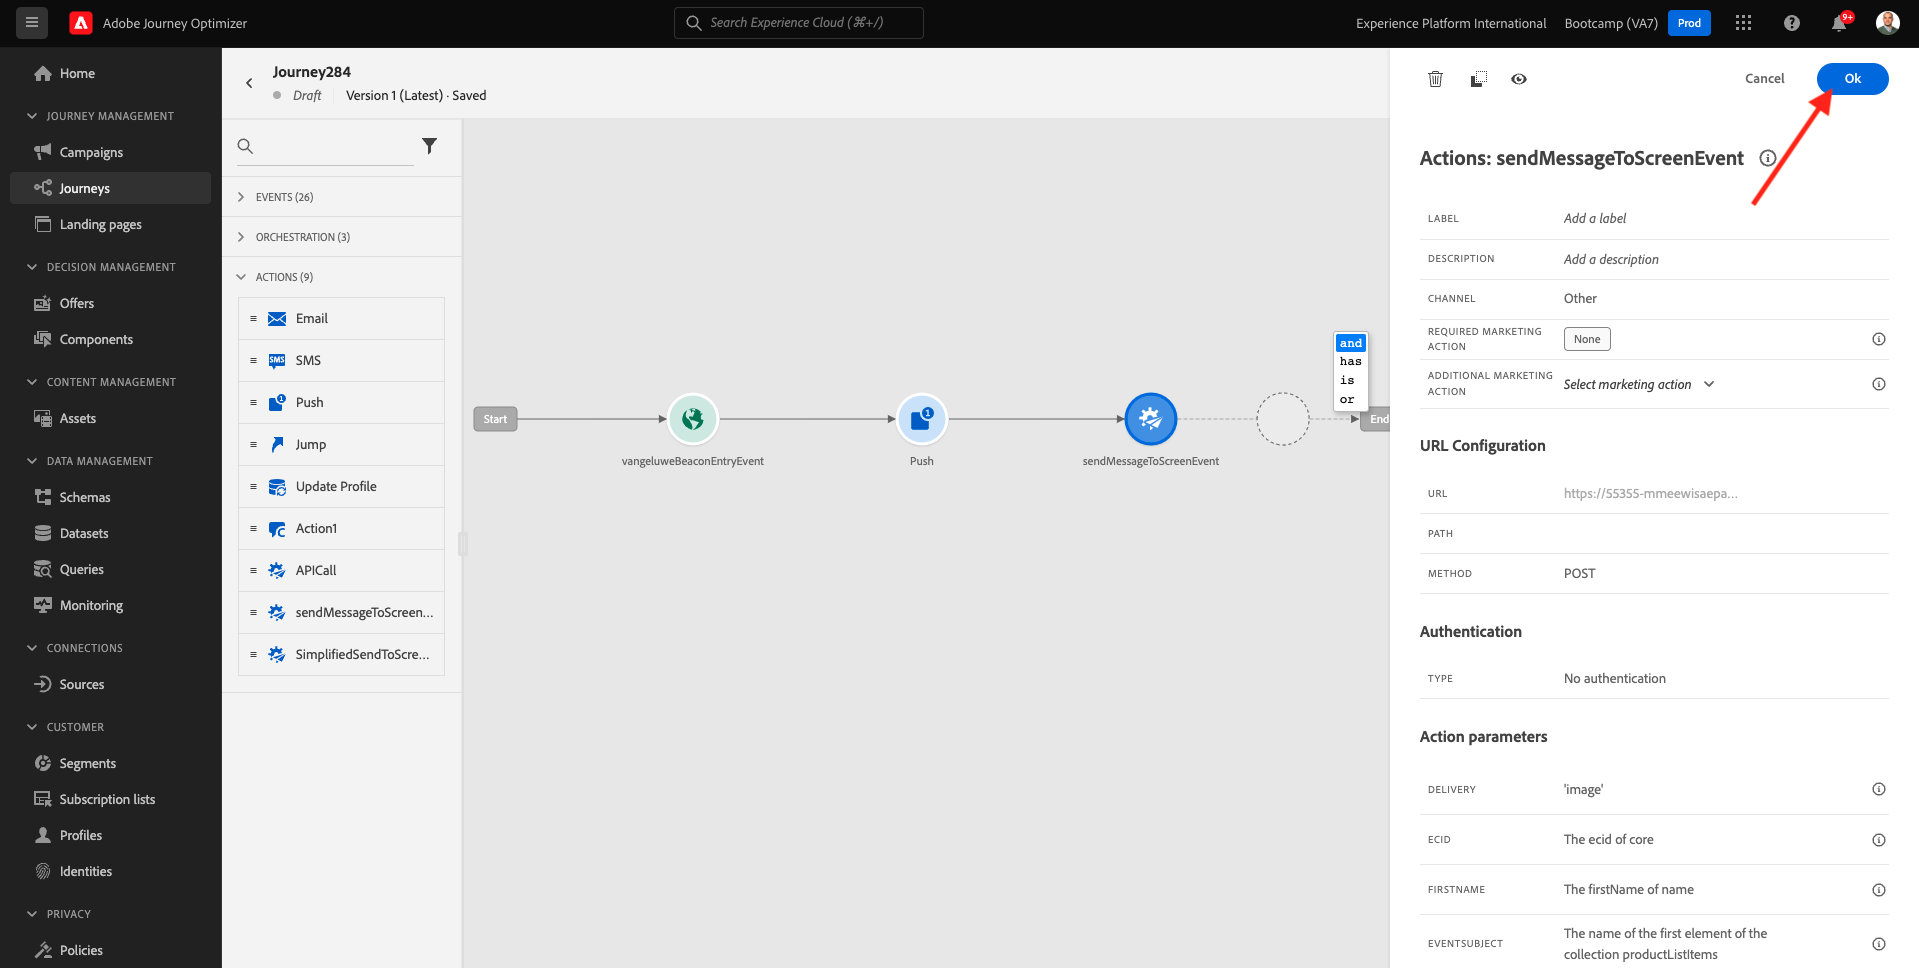 Adobe Journey Optimizer
Search Experience Cloud (⌘+/)
Experience Platform International
Bootcamp (VA7)
Prod
9+
Home
JOURNEY MANAGEMENT
Campaigns
Journeys
Landing pages
DECISION MANAGEMENT
Offers
Components
CONTENT MANAGEMENT
Assets
DATA MANAGEMENT
Schemas
Datasets
Queries
Monitoring
CONNECTIONS
Sources
CUSTOMER
Segments
Subscription lists
Profiles
Identities
PRIVACY
Policies
Journey284
Draft
Version 1 (Latest) · Saved
EVENTS (26)
ORCHESTRATION (3)
ACTIONS (9)
Email
SMS
SMS
Push
Jump
Update Profile
Action1
APICall
sendMessageToScreen...
SimplifiedSendToScre...
Start
vangeluweBeaconEntryEvent
1
Push
sendMessageToScreenEvent
and
has
is
or
End
Cancel
Ok
Actions: sendMessageToScreenEvent
LABEL
Add a label
DESCRIPTION
Add a description
CHANNEL
Other
REQUIRED MARKETING
ACTION
None
ADDITIONAL MARKETING
ACTION
Select marketing action
URL Configuration
URL
https://55355-mmeewisaepa...
PATH
METHOD
POST
Authentication
TYPE
No authentication
Action parameters
DELIVERY
'image'
ECID
The ecid of core
FIRSTNAME
The firstName of name
EVENTSUBJECT
The name of the first element of the
collection productListItems